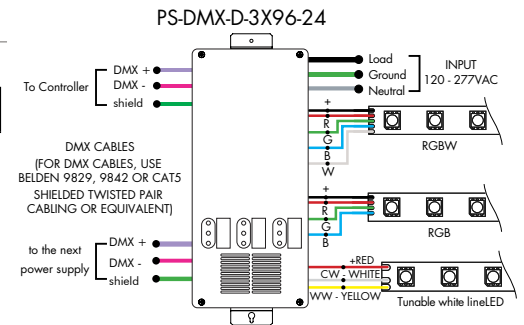 PS-DMX-D-3X96-24
To Controller
DMX +
DMX -
shield
Load
Ground
Neutral
INPUT
120 - 277VAC
+
R
G
B
W
RGBW
DMX CABLES
(FOR DMX CABLES, USE
BELDEN 9829, 9842 OR CAT5
SHIELDED TWISTED PAIR
CABLING OR EQUIVALENT)
+
R
G
B
RGB
to the next
power supply
DMX +
DMX -
shield
+RED
CW - WHITE
WW - YELLOW
Tunable white lineLED